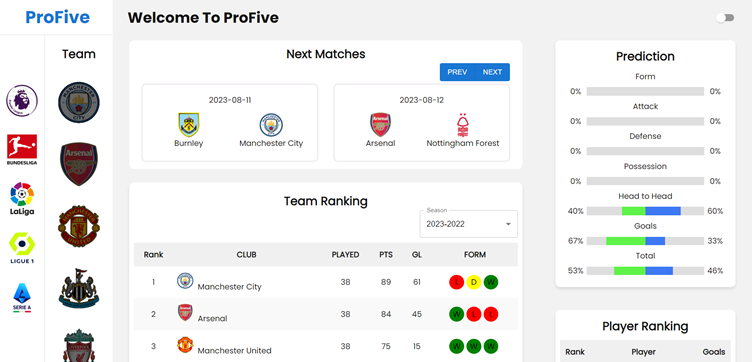 ProFive
Welcome To ProFive
Team
BUNDESLIGA
LaLiga
LIGUE 1
SERIE A
MANCHESTER
CITY
Arsenal
Next Matches
PREV NEXT
2023-08-11
Burnley Manchester City
2023-08-12
Arsenal Nottingham Forest
Team Ranking
Season
2023-2022
Rank CLUB PLAYED PTS GL FORM
1 Manchester City 38 89 61 L D W
2 Arsenal 38 84 45 W L L
3 Manchester United 38 75 15 W W W
Prediction
Form
0% 0%
Attack
0% 0%
Defense
0% 0%
Possession
0% 0%
Head to Head
40% 60%
Goals
67% 33%
Total
53% 46%
Player Ranking
Rank Player Goals